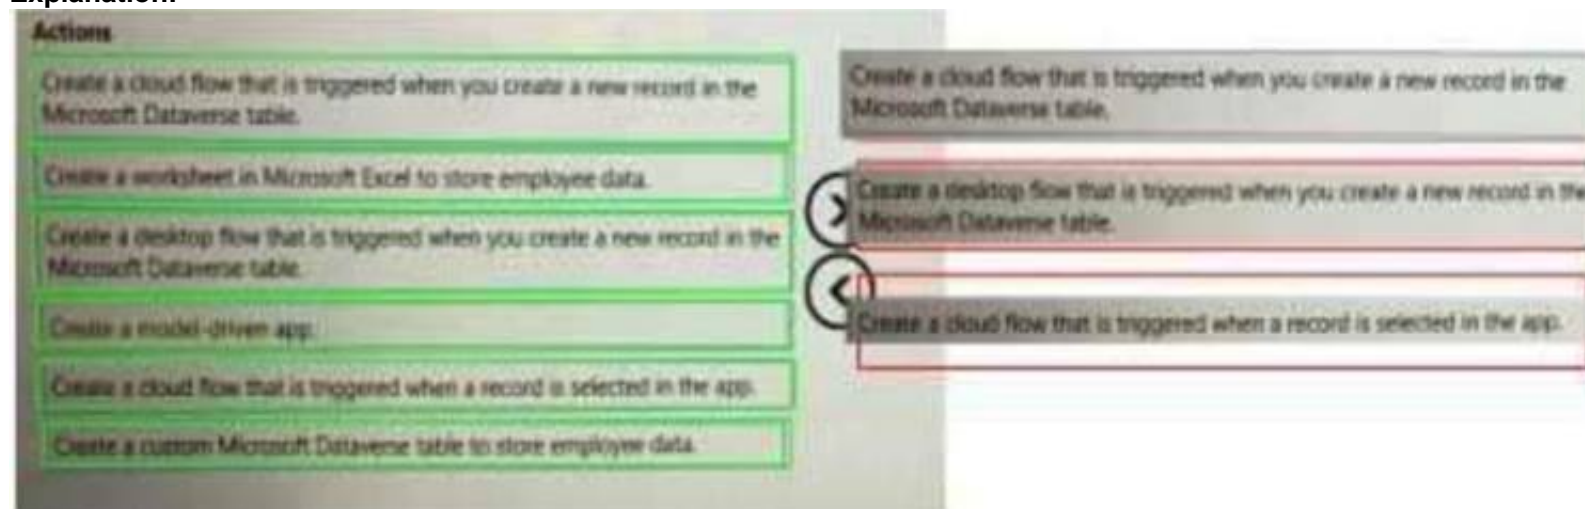 Explanation:
Actions
Create a cloud flow that is triggered when you create a new record in the
Microsoft Dataverse table.
Create a worksheet in Microsoft Excel to store employee data.
Create a desktop flow that is triggered when you create a new record in the
Microsoft Dataverse table.
Create a model-driven app.
Create a cloud flow that is triggered when a record is selected in the app.
Create a custom Microsoft Dataverse table to store employee data.
Create a cloud flow that is triggered when you create a new record in the
Microsoft Dataverse table.
Create a desktop flow that is triggered when you create a new record in the
Microsoft Dataverse table.
Create a cloud flow that is triggered when a record is selected in the app.